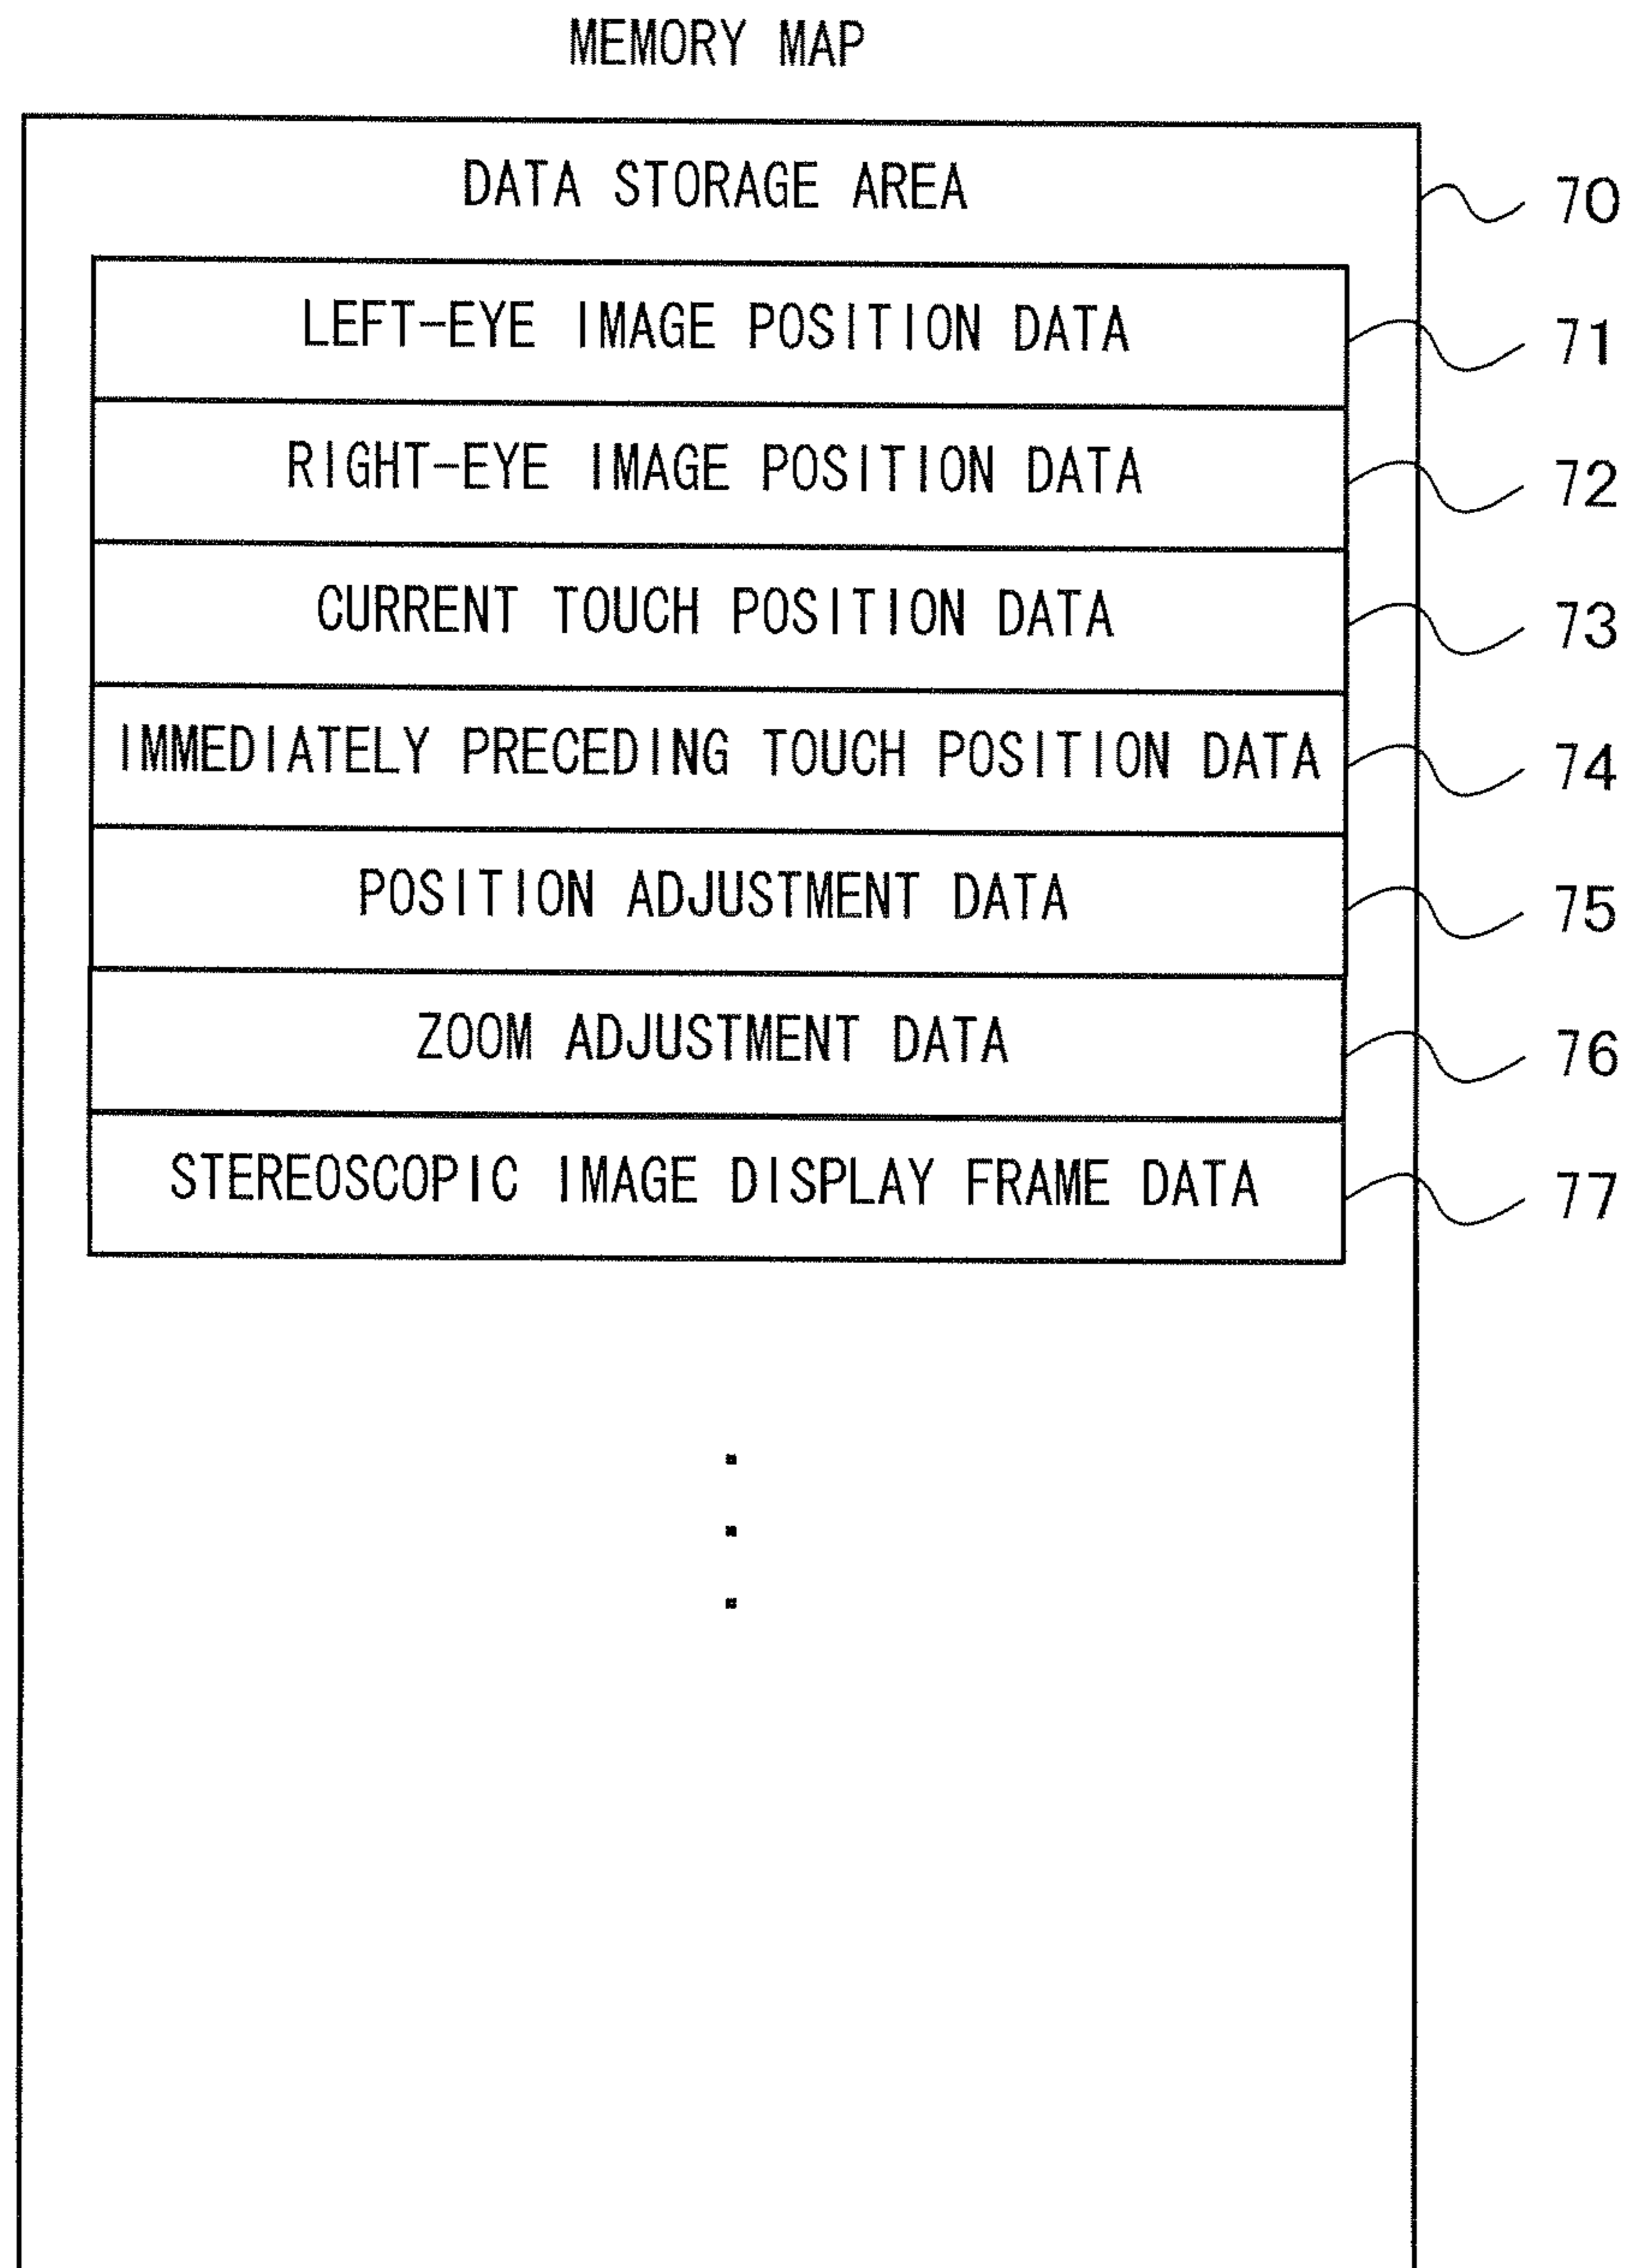 MEMORY MAP
DATA STORAGE AREA 70
LEFT-EYE IMAGE POSITION DATA 71
RIGHT-EYE IMAGE POSITION DATA 72
CURRENT TOUCH POSITION DATA 73
IMMEDIATELY PRECEDING TOUCH POSITION DATA 74
POSITION ADJUSTMENT DATA 75
ZOOM ADJUSTMENT DATA 76
STEREOSCOPIC IMAGE DISPLAY FRAME DATA 77